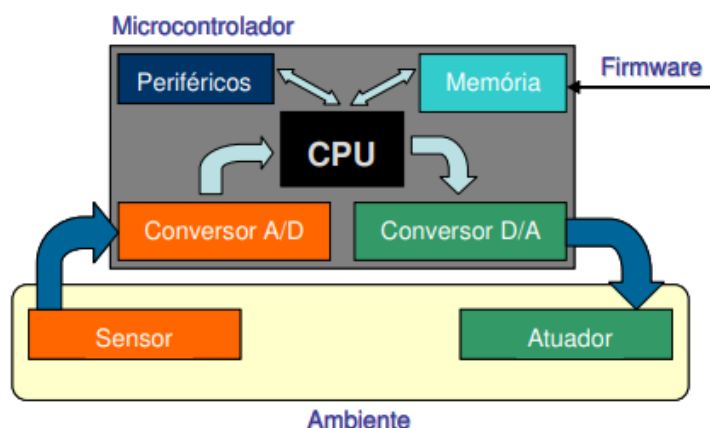 Microcontrolador
Periféricos
Memória
Firmware
CPU
Conversor A/D
Conversor D/A
Sensor
Atuador
Ambiente